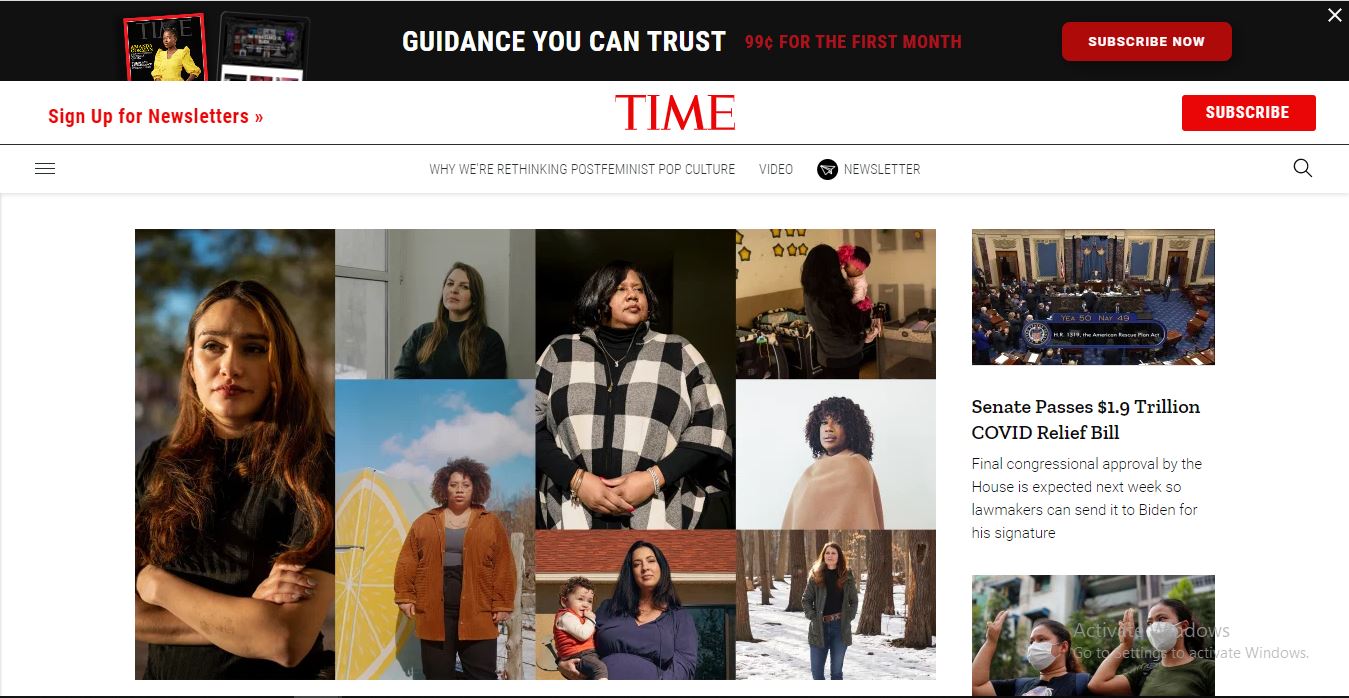 TIME
AMANDA
GORMAN
GUIDANCE YOU CAN TRUST
99¢ FOR THE FIRST MONTH
SUBSCRIBE NOW
Sign Up for Newsletters »
TIME
SUBSCRIBE
WHY WE'RE RETHINKING POSTFEMINIST POP CULTURE
VIDEO
NEWSLETTER
YEA 50 NAY 49
H.R. 1319, the American Rescue Plan Act
Senate Passes $1.9 Trillion
COVID Relief Bill
Final congressional approval by the
House is expected next week so
lawmakers can send it to Biden for
his signature
Activate Windows
Go to Settings to activate Windows.